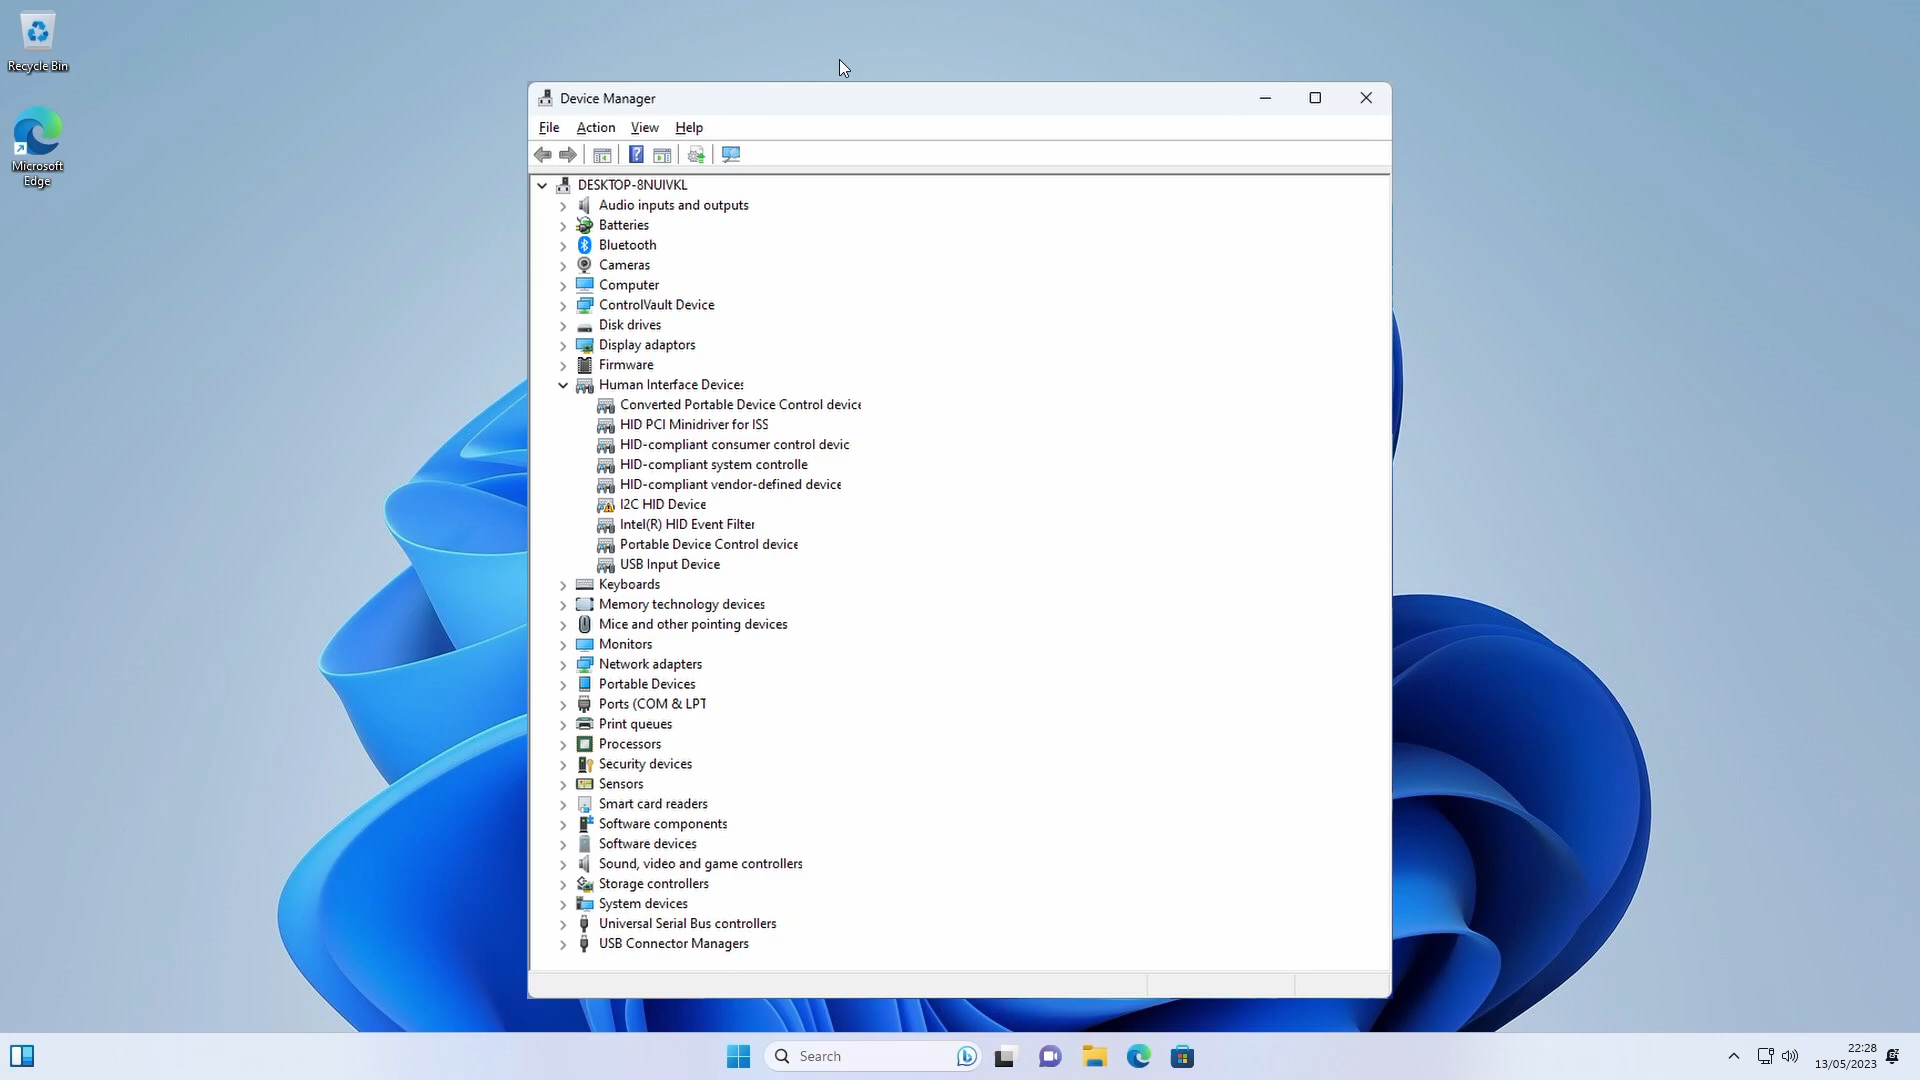 Recycle Bin
Microsoft
Edge
Device Manager
File Action View Help
DESKTOP-8NUIVKL
Audio inputs and outputs
Batteries
Bluetooth
Cameras
Computer
ControlVault Device
Disk drives
Display adaptors
Firmware
Human Interface Devices
Converted Portable Device Control device
HID PCI Minidriver for ISS
HID-compliant consumer control devic
HID-compliant system controlle
HID-compliant vendor-defined device
I2C HID Device
Intel(R) HID Event Filter
Portable Device Control device
USB Input Device
Keyboards
Memory technology devices
Mice and other pointing devices
Monitors
Network adapters
Portable Devices
Ports (COM & LPT
Print queues
Processors
Security devices
Sensors
Smart card readers
Software components
Software devices
Sound, video and game controllers
Storage controllers
System devices
Universal Serial Bus controllers
USB Connector Managers
Search
22:28
13/05/2023